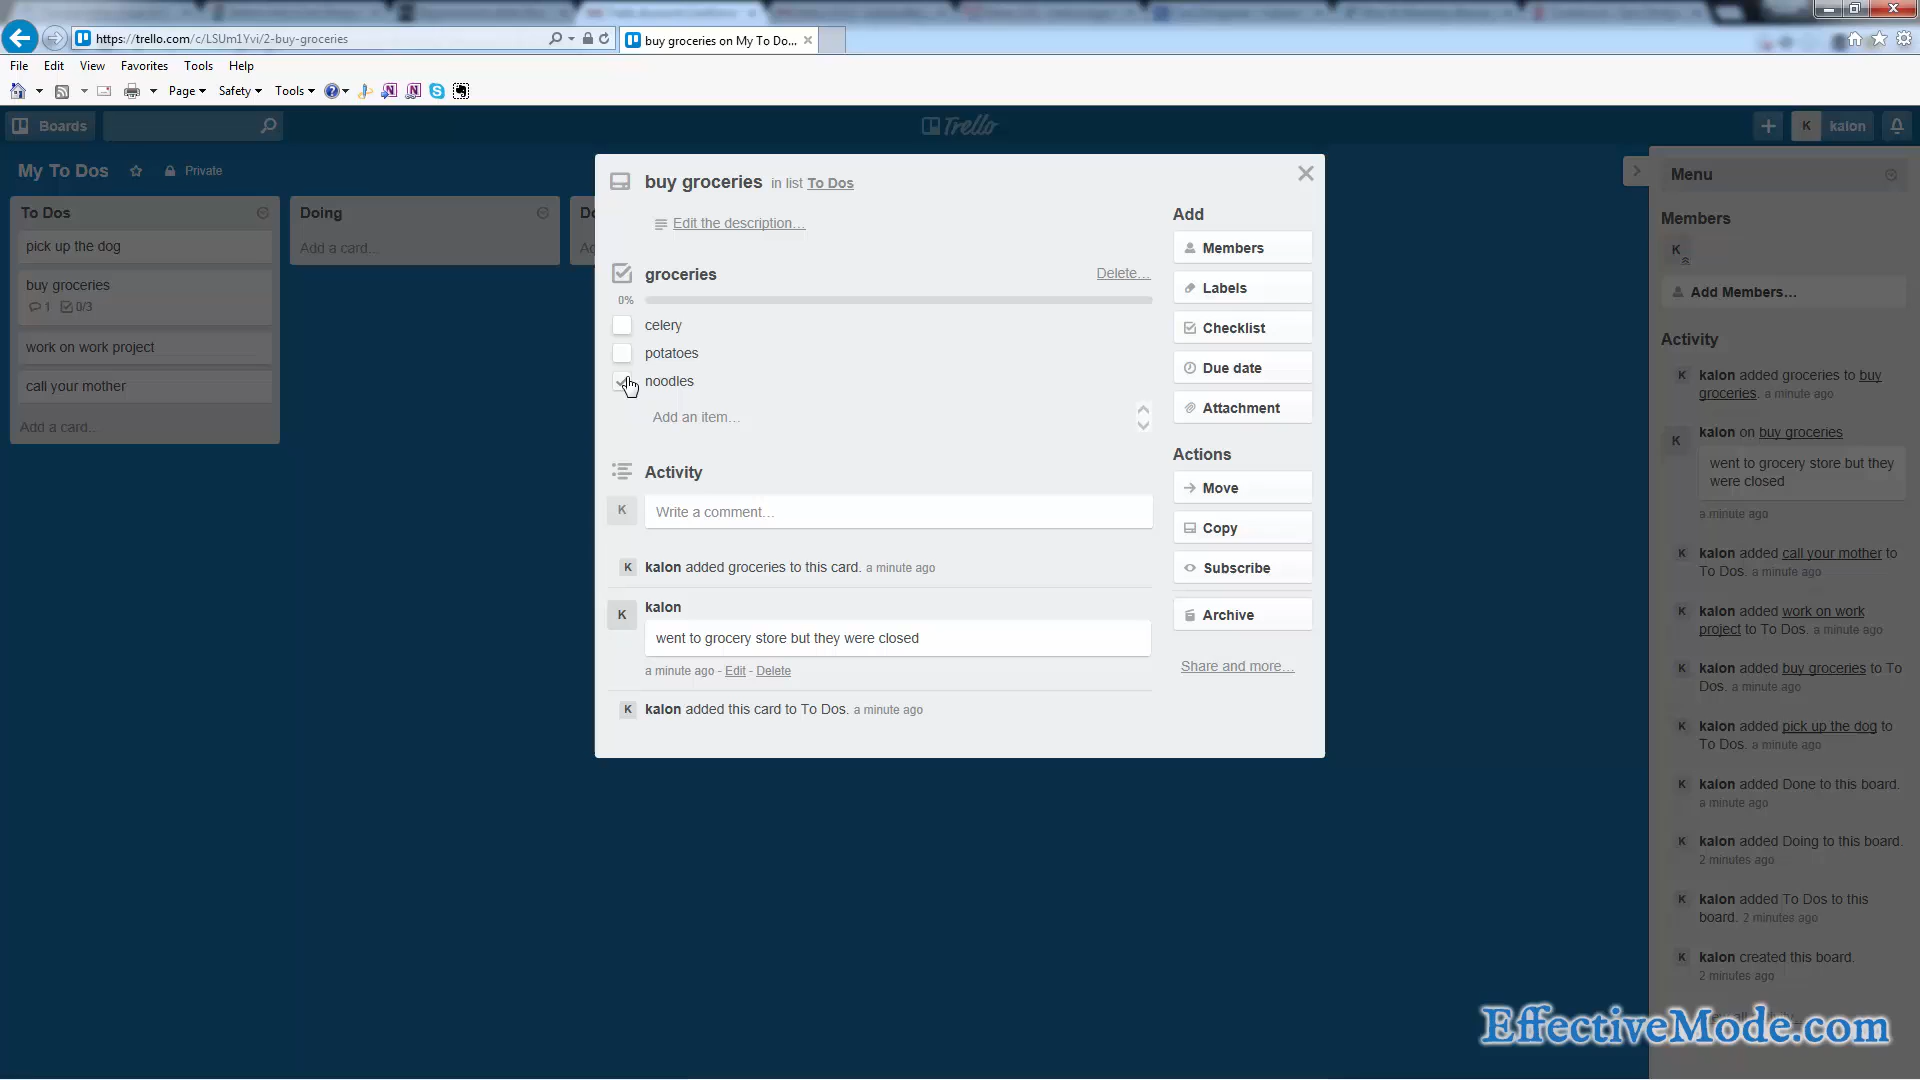 https://trello.com/c/LSUm1Yvi/2-buy-groceries
buy groceries on My To Do...
File Edit View Favorites Tools Help
Page Safety Tools
Boards
Trello
K kalon
My To Dos Private
To Dos
pick up the dog
buy groceries
1 0/3
work on work project
call your mother
Add a card...
Doing
Add a card...
buy groceries in list To Dos
Edit the description...
groceries Delete...
0%
celery
potatoes
noodles
Add an item...
Activity
K Write a comment...
K kalon added groceries to this card. a minute ago
K kalon
went to grocery store but they were closed
a minute ago - Edit - Delete
K kalon added this card to To Dos. a minute ago
Add
Members
Labels
Checklist
Due date
Attachment
Actions
Move
Copy
Subscribe
Archive
Share and more...
Menu
Members
K
Add Members...
Activity
K kalon added groceries to buy
groceries. a minute ago
K kalon on buy groceries
went to grocery store but they
were closed
a minute ago
K kalon added call your mother to
To Dos. a minute ago
K kalon added work on work
project to To Dos. a minute ago
K kalon added buy groceries to To
Dos. a minute ago
K kalon added pick up the dog to
To Dos. a minute ago
K kalon added Done to this board.
a minute ago
K kalon added Doing to this board.
2 minutes ago
K kalon added To Dos to this
board. 2 minutes ago
K kalon created this board.
2 minutes ago
EffectiveMode.com